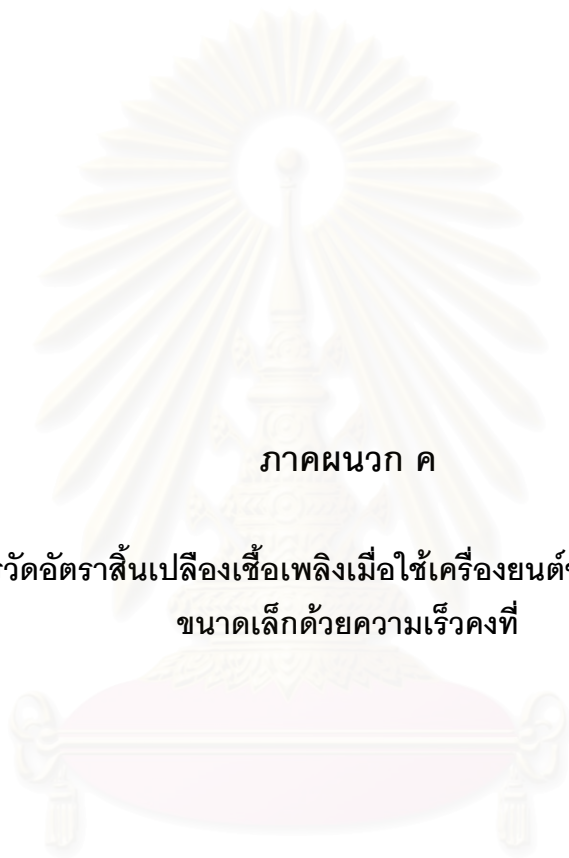 ภาคผนวก ค
วัดอัตราสิ้นเปลืองเชื้อเพลิงเมื่อใช้เครื่องยนต์
ขนาดเล็กด้วยความเร็วคงที่